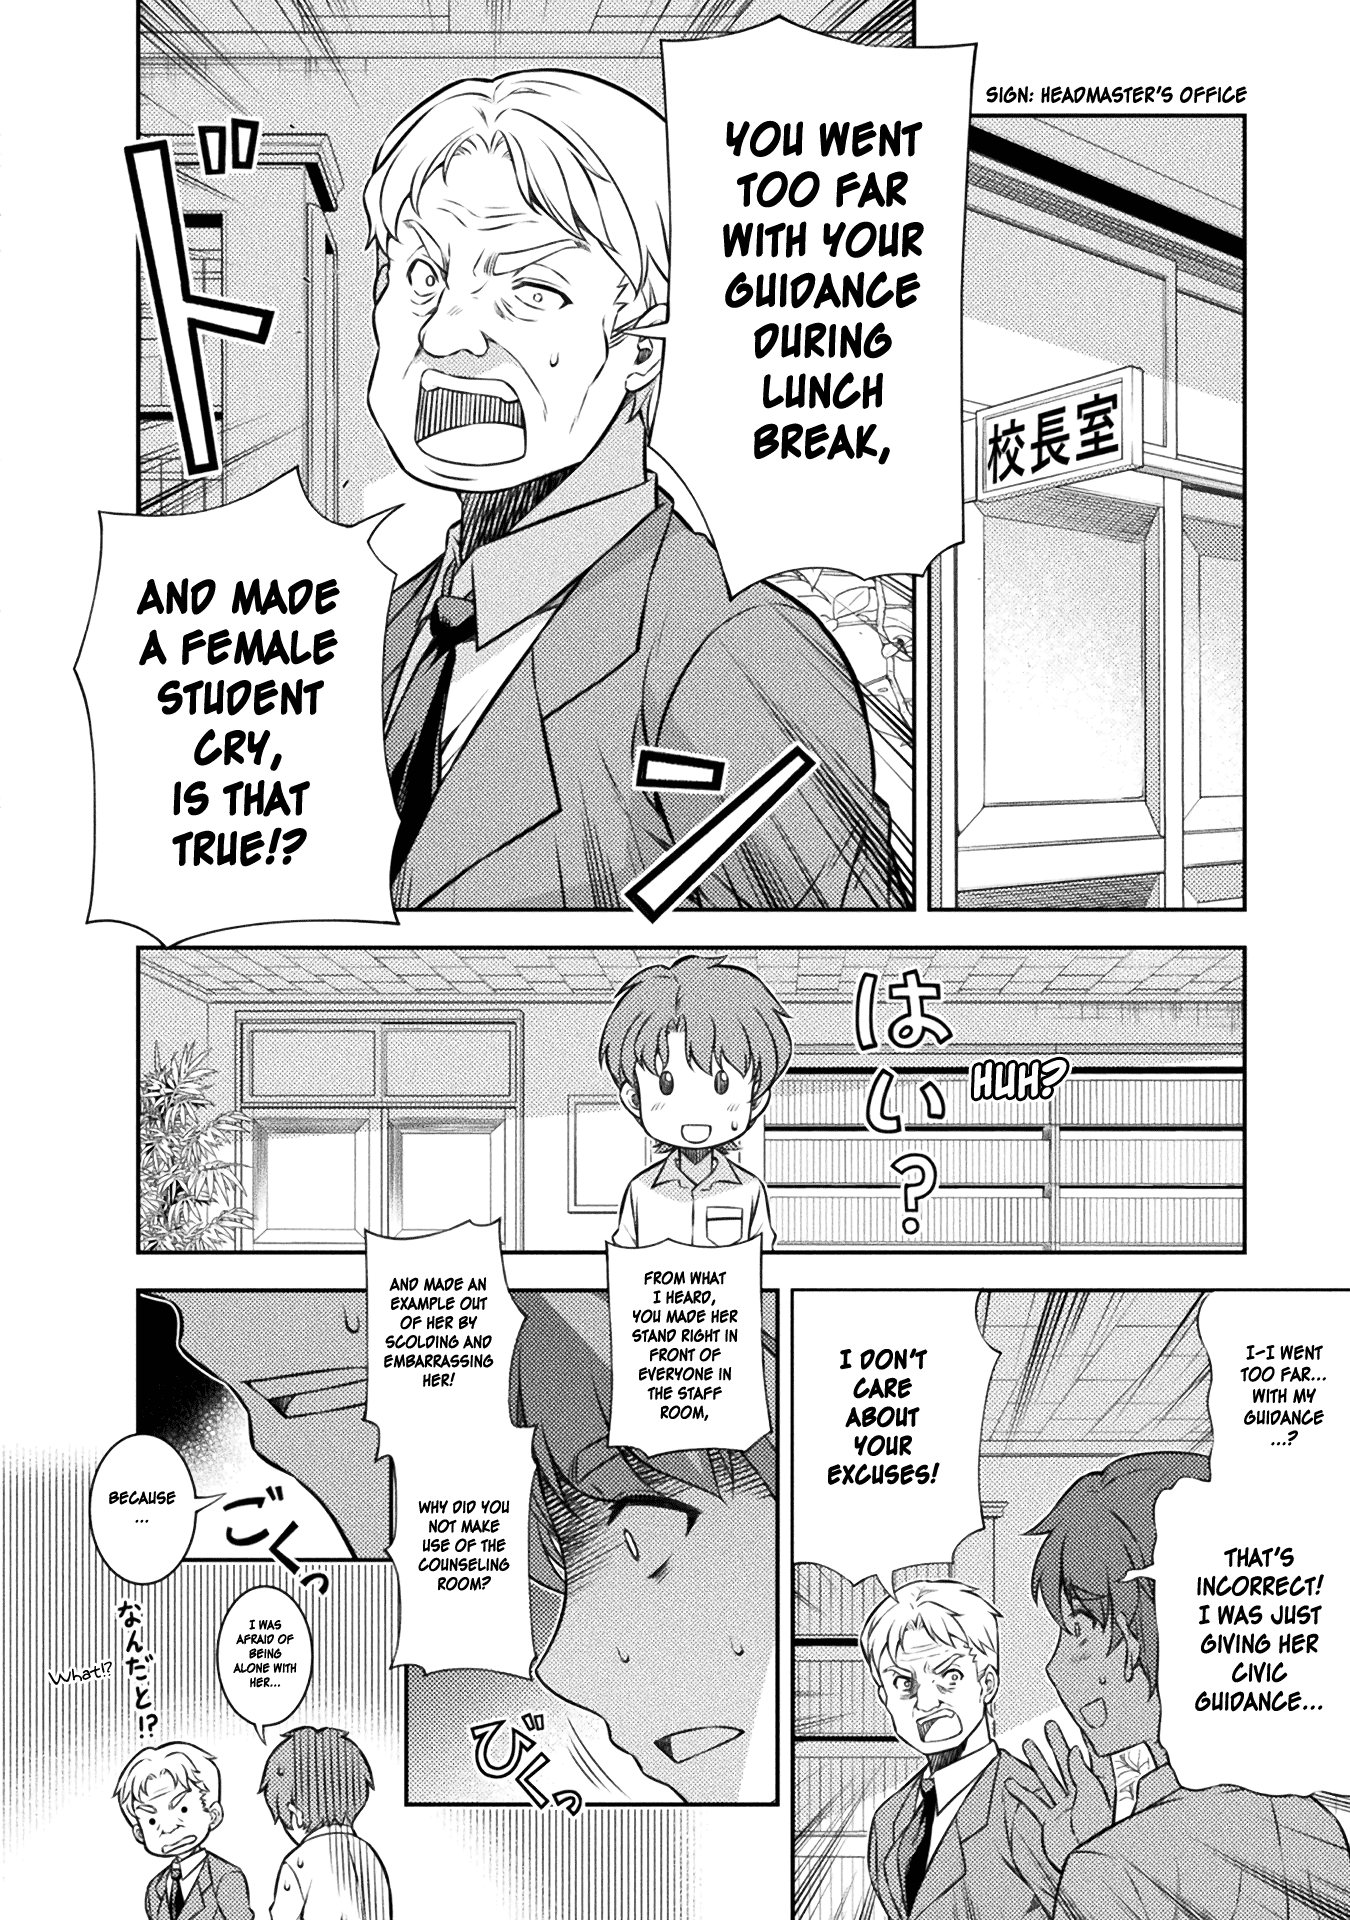 SIGN: HEADMASTER'S OFFICE
校長室
YOU WENT
TOO FAR
WITH YOUR
GUIDANCE
DURING
LUNCH
BREAK,
AND MADE
A FEMALE
STUDENT
CRY,
IS THAT
TRUE!?
ドーン
はい?
HUH?
I-I WENT
TOO FAR...
WITH MY
GUIDANCE
...?
THAT'S
INCORRECT!
I WAS JUST
GIVING HER
CIVIC
GUIDANCE...
I DON'T
CARE
ABOUT
YOUR
EXCUSES!
FROM WHAT
I HEARD,
YOU MADE HER
STAND RIGHT IN
FRONT OF
EVERYONE IN
THE STAFF
ROOM,
AND MADE AN
EXAMPLE OUT
OF HER BY
SCOLDING AND
EMBARRASSING
HER!
WHY DID YOU
NOT MAKE
USE OF THE
COUNSELING
ROOM?
びくっ
ごくっ
BECAUSE
...
I WAS
AFRAID OF
BEING
ALONE WITH
HER...
なんだと!?
What!?